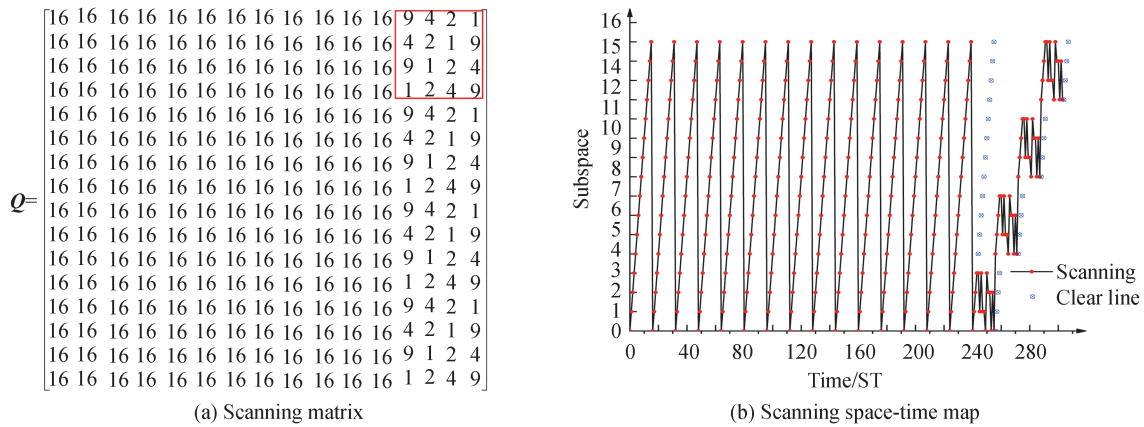 Q=
16 16 16 16 16 16 16 16 16 16 16 16 9 4 2 1
16 16 16 16 16 16 16 16 16 16 16 16 4 2 1 9
16 16 16 16 16 16 16 16 16 16 16 16 9 1 2 4
16 16 16 16 16 16 16 16 16 16 16 16 1 2 4 9
16 16 16 16 16 16 16 16 16 16 16 16 9 4 2 1
16 16 16 16 16 16 16 16 16 16 16 16 4 2 1 9
16 16 16 16 16 16 16 16 16 16 16 16 9 1 2 4
16 16 16 16 16 16 16 16 16 16 16 16 1 2 4 9
16 16 16 16 16 16 16 16 16 16 16 16 9 4 2 1
16 16 16 16 16 16 16 16 16 16 16 16 4 2 1 9
16 16 16 16 16 16 16 16 16 16 16 16 9 1 2 4
16 16 16 16 16 16 16 16 16 16 16 16 1 2 4 9
16 16 16 16 16 16 16 16 16 16 16 16 9 4 2 1
16 16 16 16 16 16 16 16 16 16 16 16 4 2 1 9
16 16 16 16 16 16 16 16 16 16 16 16 9 1 2 4
16 16 16 16 16 16 16 16 16 16 16 16 1 2 4 9
(a) Scanning matrix
Subspace
16
15
14
13
12
11
10
9
8
7
6
5
4
3
2
1
0
Scanning
Clear line
0 40 80 120 160 200 240 280
Time/ST
(b) Scanning space-time map